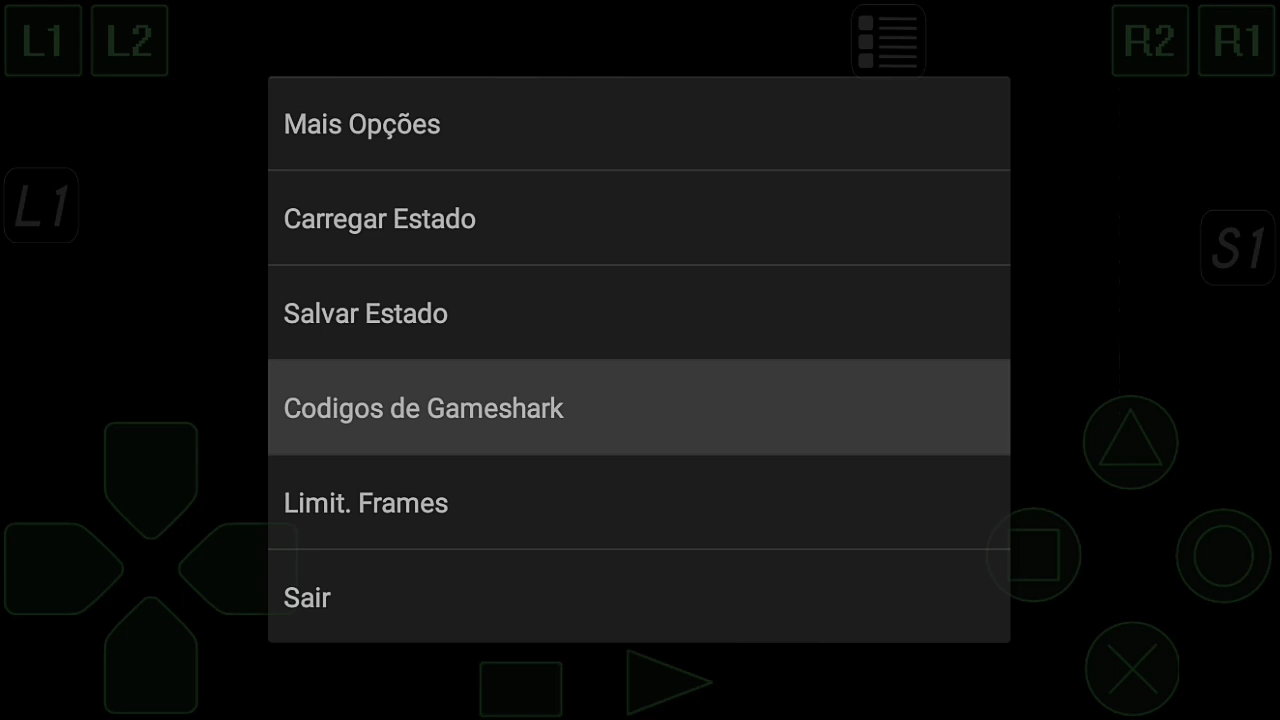 L1 L2 R2 R1
Mais Opções
L1
Carregar Estado
S1
Salvar Estado
Codigos de Gameshark
Limit. Frames
Sair